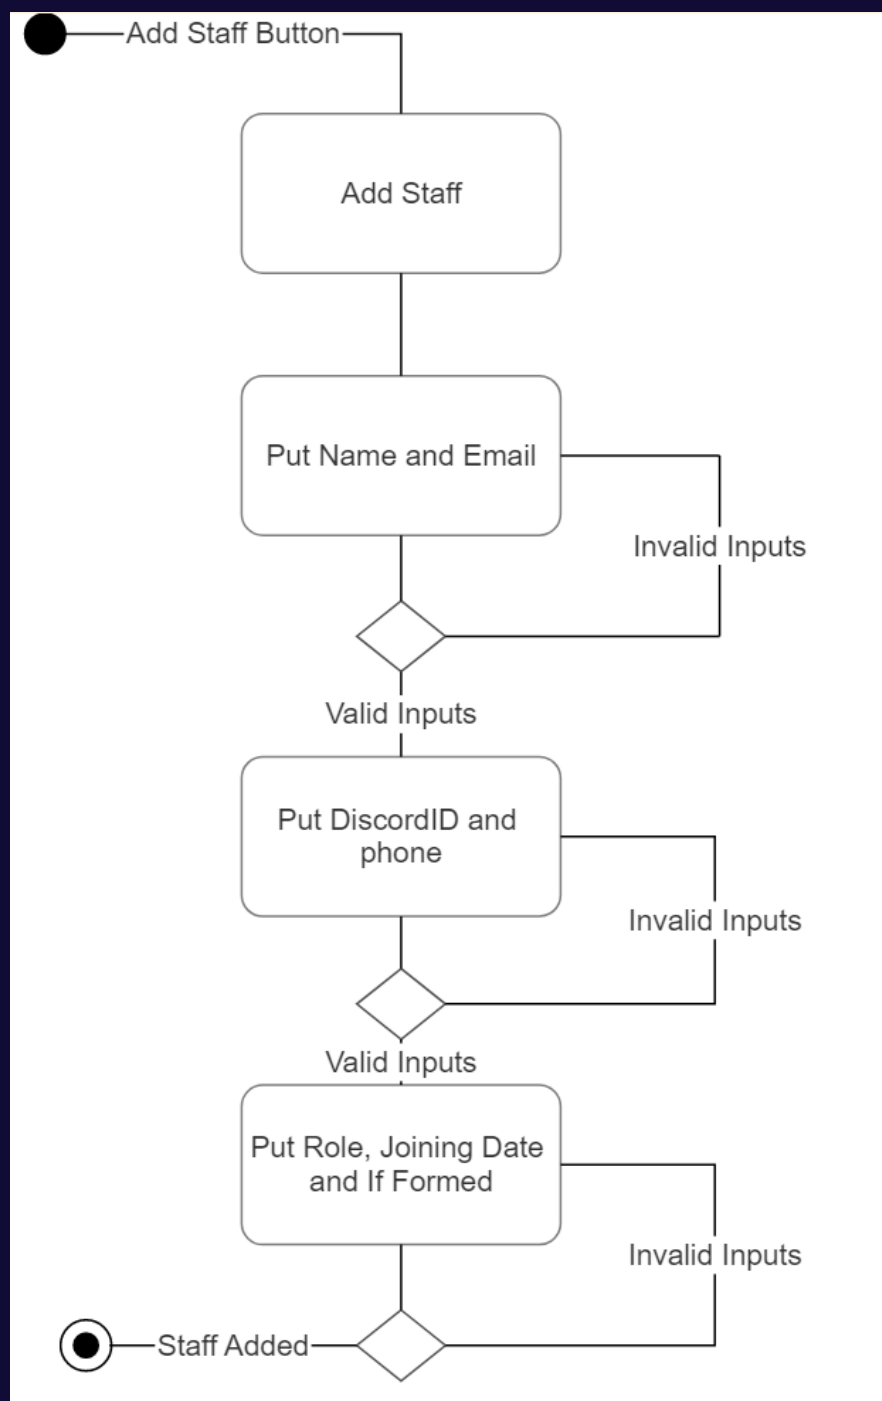 Add Staff Button
Add Staff
Put Name and Email
Invalid Inputs
Valid Inputs
Put DiscordID and
phone
Invalid Inputs
Valid Inputs
Put Role, Joining Date
and If Formed
Invalid Inputs
Staff Added